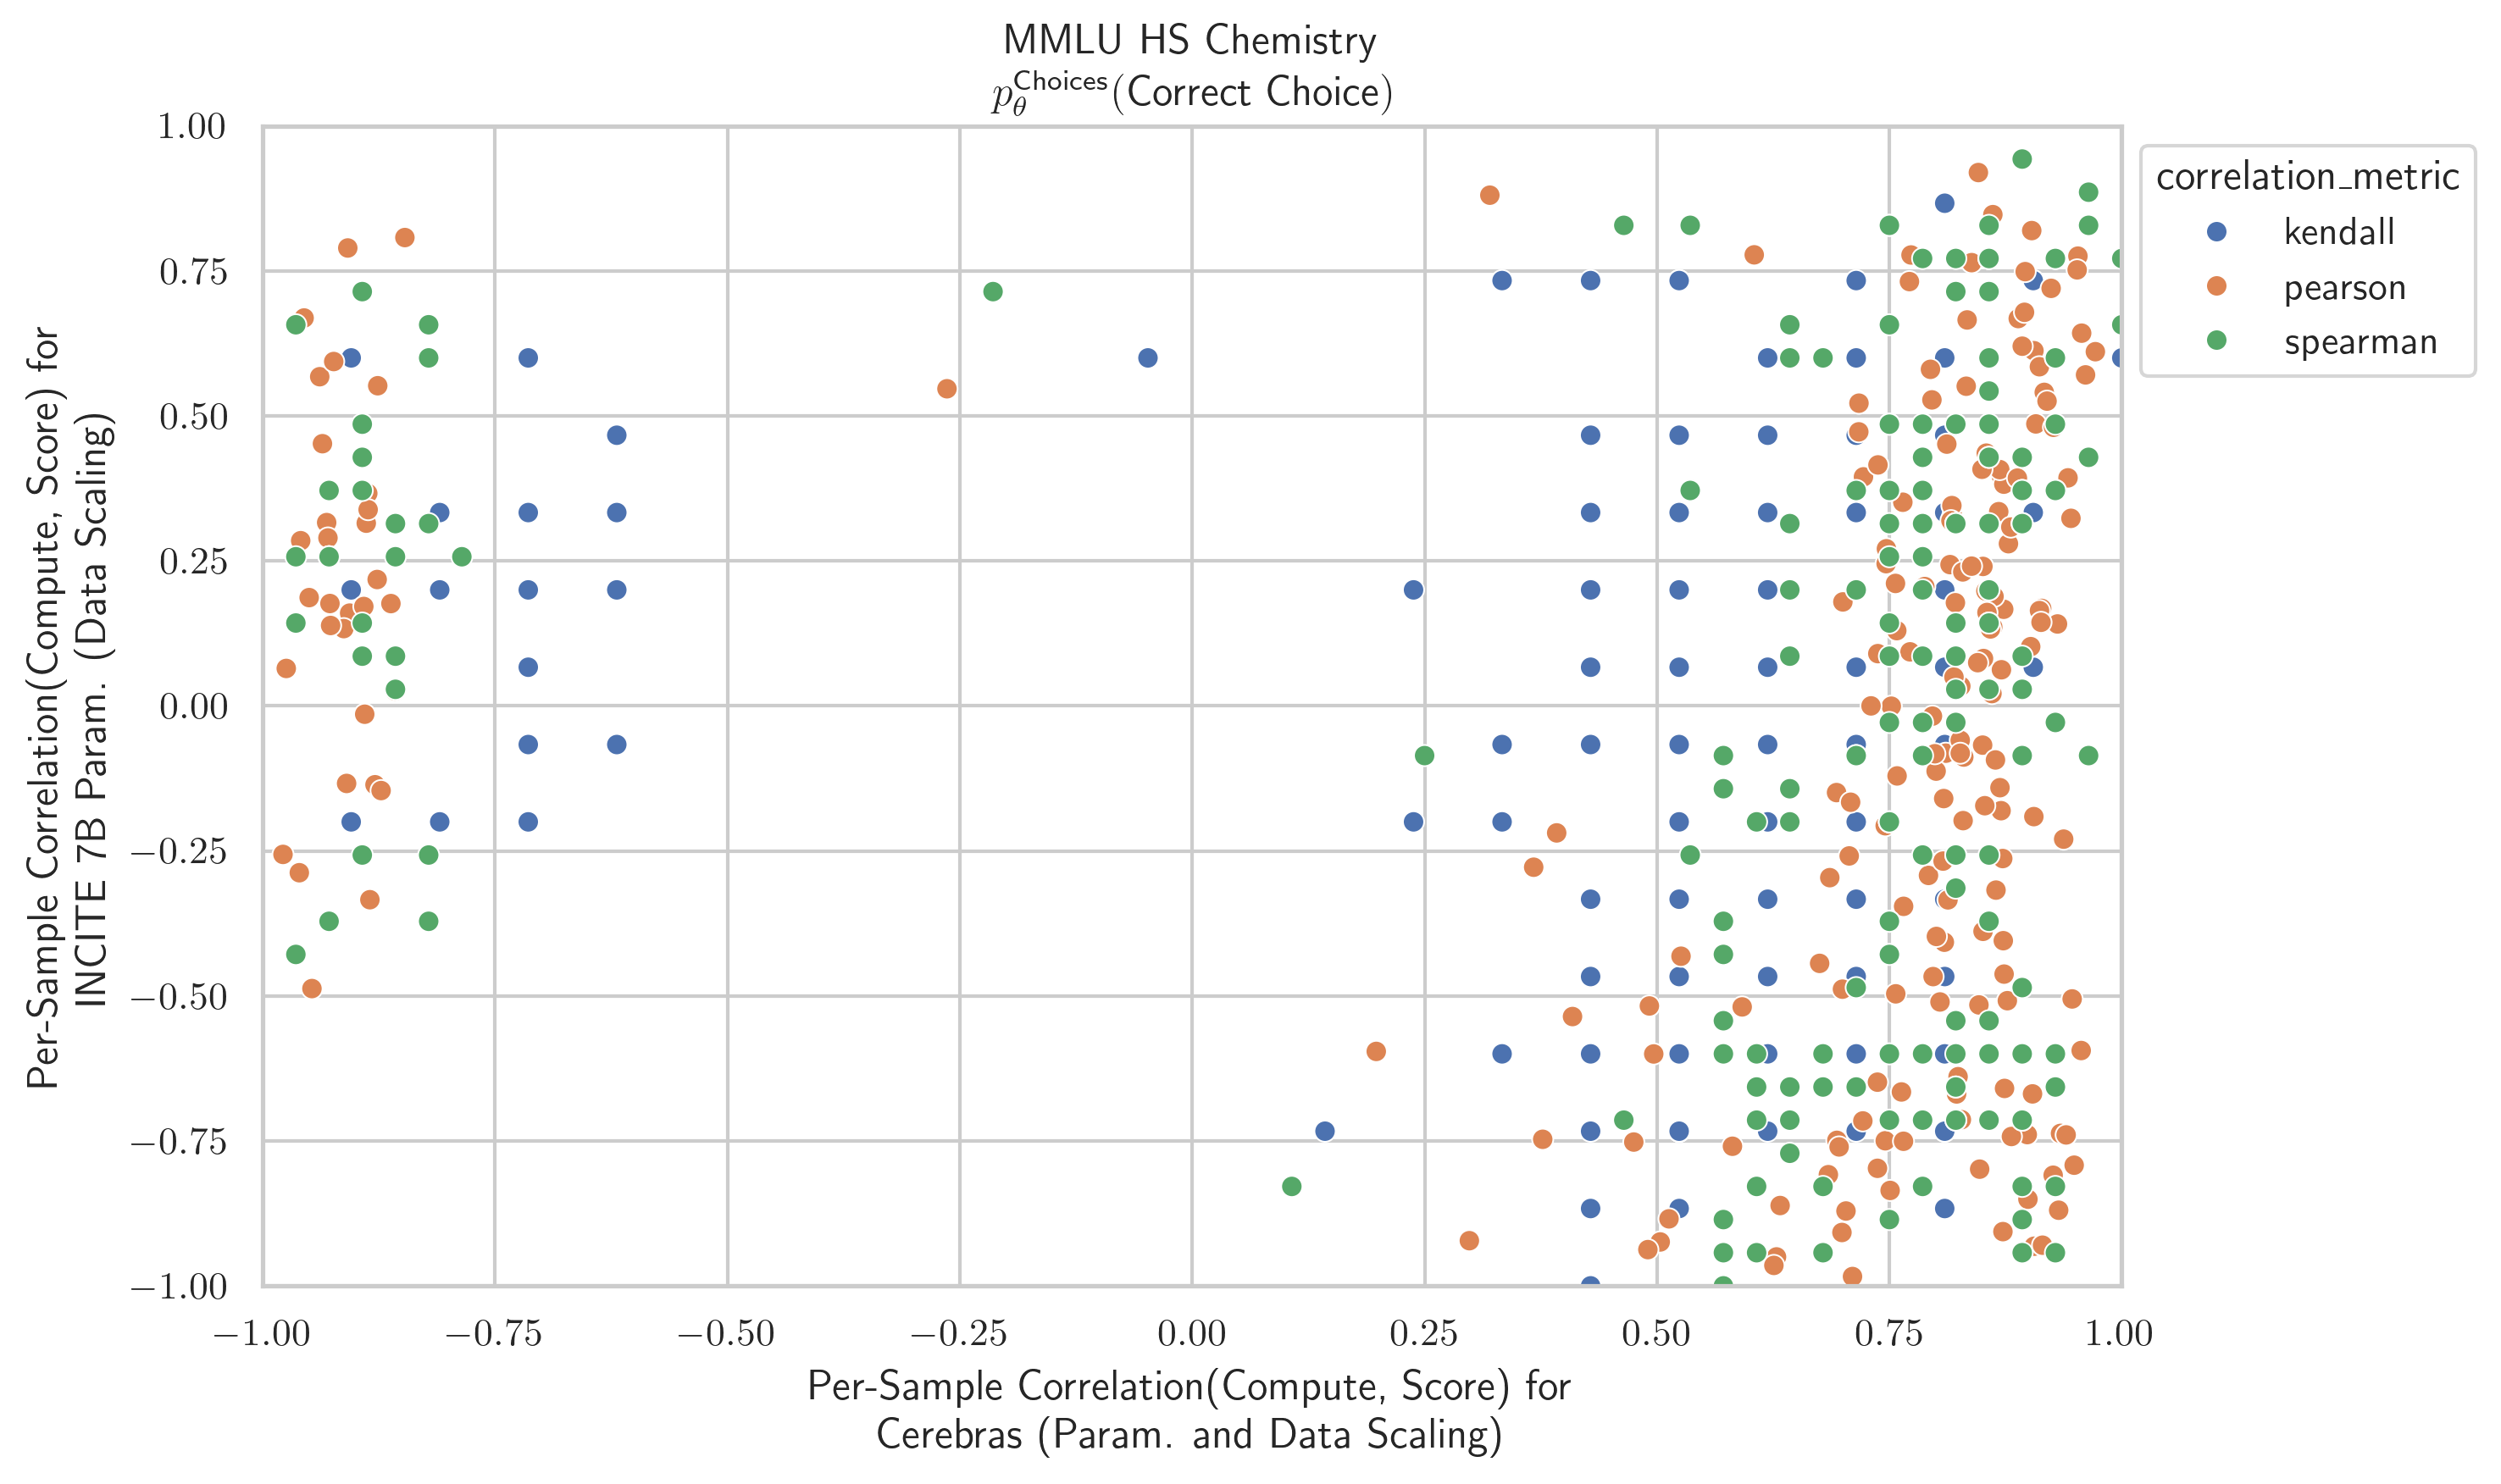 MMLU HS Chemistry
p_θ^Choices(Correct Choice)
Per-Sample Correlation(Compute, Score) for
INCITE 7B Param. (Data Scaling)
1.00
0.75
0.50
0.25
0.00
−0.25
−0.50
−0.75
−1.00
correlation_metric
kendall
pearson
spearman
−1.00 −0.75 −0.50 −0.25 0.00 0.25 0.50 0.75 1.00
Per-Sample Correlation(Compute, Score) for
Cerebras (Param. and Data Scaling)